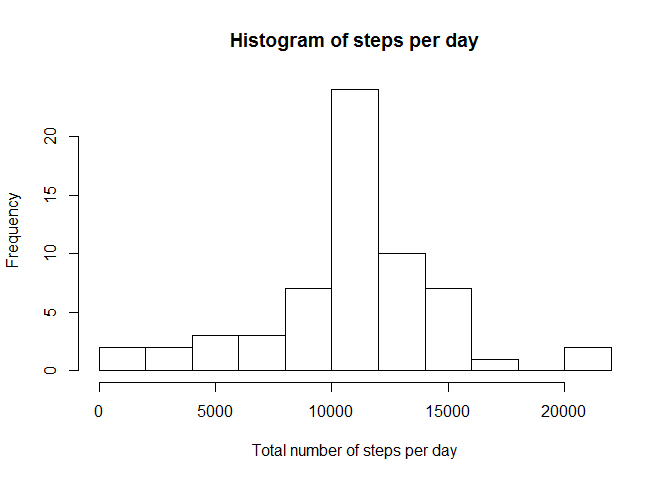 Histogram of steps per day
Frequency
20
15
10
5
0
0 5000 10000 15000 20000
Total number of steps per day